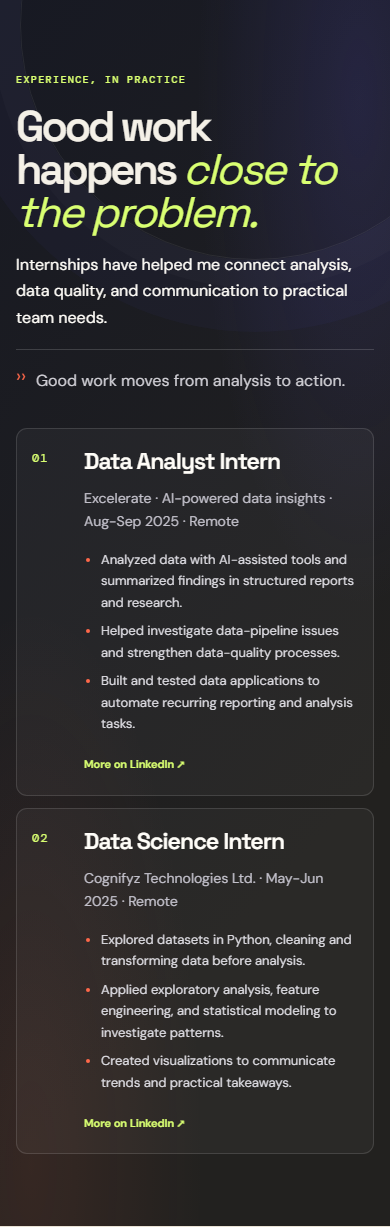 EXPERIENCE, IN PRACTICE
Good work
happens close to
the problem.
Internships have helped me connect analysis,
data quality, and communication to practical
team needs.
›› Good work moves from analysis to action.
01
Data Analyst Intern
Excelerate · AI-powered data insights ·
Aug-Sep 2025 · Remote
• Analyzed data with AI-assisted tools and
summarized findings in structured reports
and research.
• Helped investigate data-pipeline issues
and strengthen data-quality processes.
• Built and tested data applications to
automate recurring reporting and analysis
tasks.
More on LinkedIn ↗
02
Data Science Intern
Cognifyz Technologies Ltd. · May-Jun
2025 · Remote
• Explored datasets in Python, cleaning and
transforming data before analysis.
• Applied exploratory analysis, feature
engineering, and statistical modeling to
investigate patterns.
• Created visualizations to communicate
trends and practical takeaways.
More on LinkedIn ↗